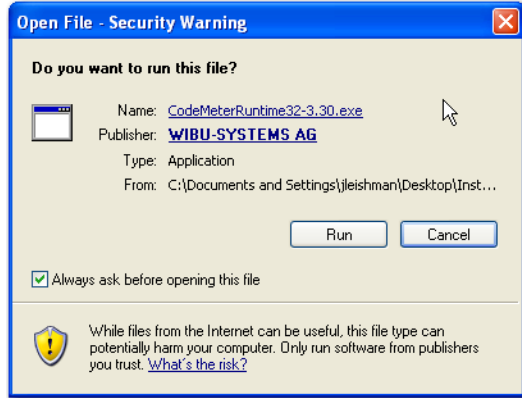 Open File - Security Warning
Do you want to run this file?
Name: CodeMeterRuntime32-3.30.exe
Publisher: WIBU-SYSTEMS AG
Type: Application
From: C:\Documents and Settings\jleishman\Desktop\Inst...
Run Cancel
Always ask before opening this file
While files from the Internet can be useful, this file type can
potentially harm your computer. Only run software from publishers
you trust. What's the risk?